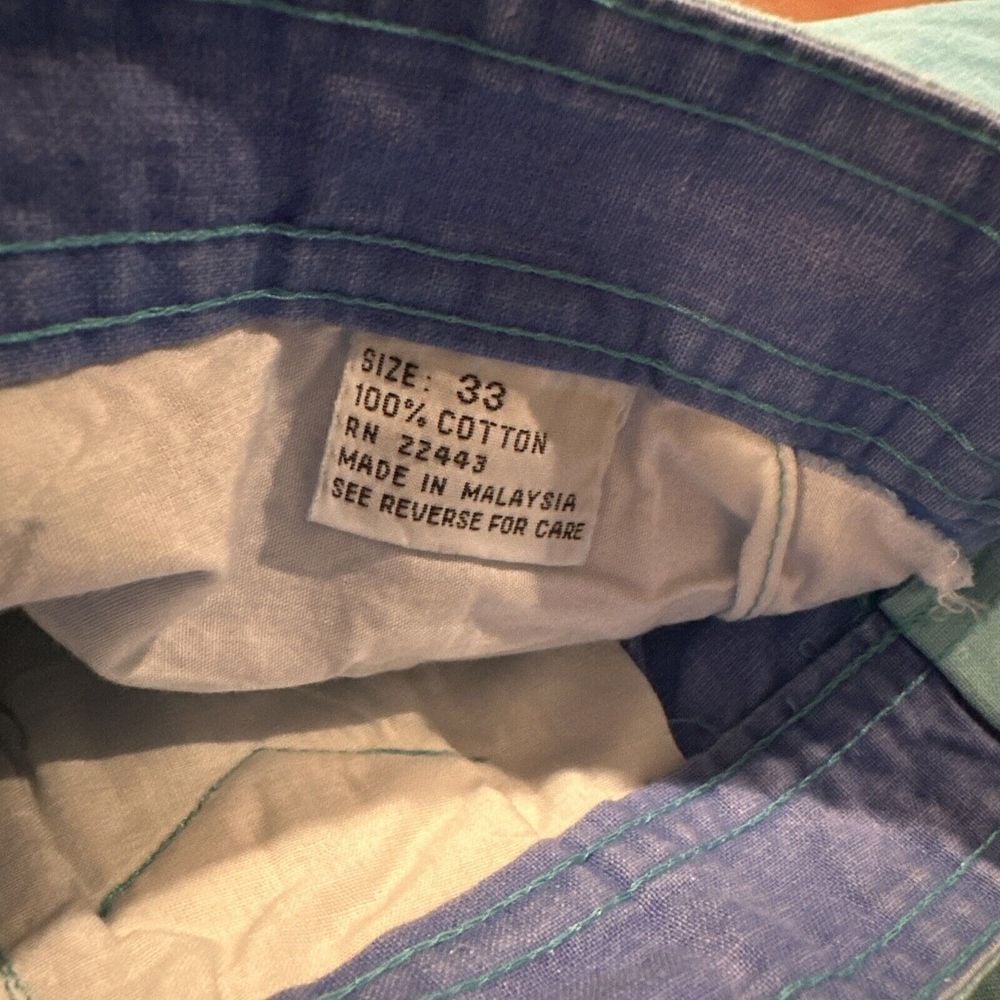 SIZE: 33
100% COTTON
RN 22443
MADE IN MALAYSIA
SEE REVERSE FOR CARE